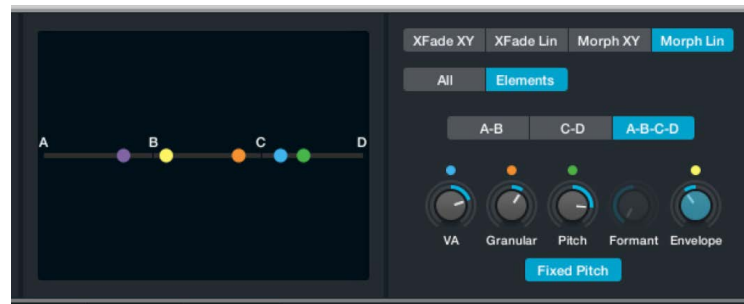 XFade XY XFade Lin Morph XY Morph Lin
All Elements
A-B C-D A-B-C-D
A B C D
VA Granular Pitch Formant Envelope
Fixed Pitch